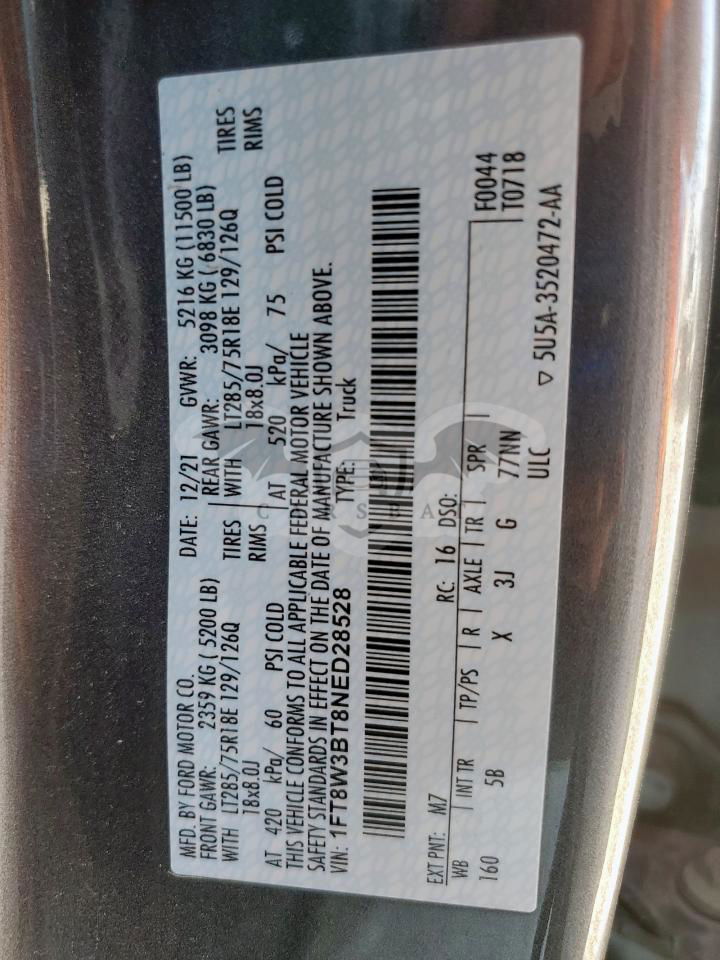 MFD. BY FORD MOTOR CO. DATE: 12/21 GVWR: 5216 KG (11500 LB)
FRONT GAWR: 2359 KG ( 5200 LB) REAR GAWR: 3098 KG ( 6830 LB)
WITH LT285/75R18E 129/126Q TIRES WITH LT285/75R18E 129/126Q TIRES
18x8.0J RIMS 18x8.0J RIMS
AT 420 kPa/ 60 PSI COLD AT 520 kPa/ 75 PSI COLD
THIS VEHICLE CONFORMS TO ALL APPLICABLE FEDERAL MOTOR VEHICLE
SAFETY STANDARDS IN EFFECT ON THE DATE OF MANUFACTURE SHOWN ABOVE.
VIN: 1FT8W3BT8NED28528 TYPE: Truck
CARSBAT
EXT PNT: M7 RC: 16 DSO: F0044
WB INT TR TP/PS R AXLE TR SPR T0718
160 5B X 3J G 77NN
ULC
▽ 5U5A-3520472-AA